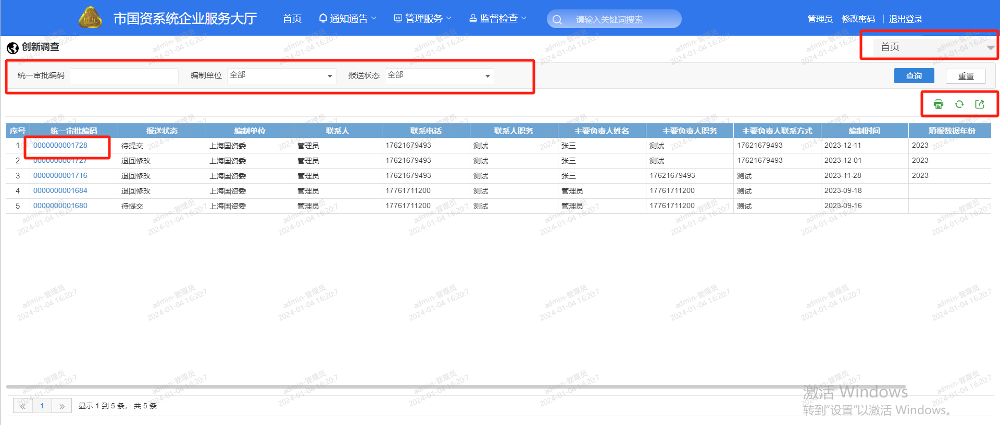 市国资系统企业服务大厅 首页 通知通告 管理服务 监督检查 请输入关键词搜索 管理员 修改密码 退出登录
创新调查 首页
统一审批编码 编制单位 全部 报送状态 全部 查询 重置
序号 统一审批编码 报送状态 编制单位 联系人 联系电话 联系人职务 主要负责人姓名 主要负责人职务 主要负责人联系方式 编制时间 填报数据年份
1 0000000001728 待提交 上海国资委 管理员 17621679493 测试 张三 测试 17621679493 2023-12-11 2023
2 0000000001727 退回修改 上海国资委 管理员 17621679493 测试 张三 测试 17621679493 2023-12-01 2023
3 0000000001716 退回修改 上海国资委 管理员 17621679493 测试 张三 17621679493 测试 2023-11-28 2023
4 0000000001684 退回修改 上海国资委 管理员 17761711200 测试 管理员 17761711200 测试 2023-09-18
5 0000000001680 待提交 上海国资委 管理员 17761711200 测试 管理员 17761711200 测试 2023-09-16
admin-管理员
2024-01-04 16:20:7
« 1 » 显示 1 到 5 条， 共 5 条
激活 Windows
转到“设置”以激活 Windows。